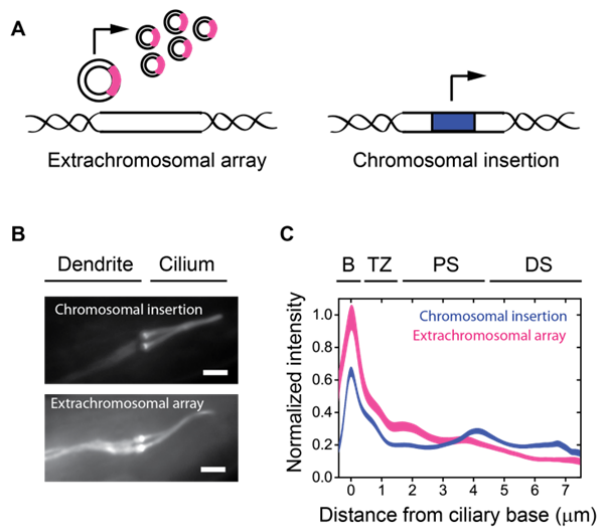 A
Extrachromosomal array
Chromosomal insertion
B
Dendrite Cilium
Chromosomal insertion
Extrachromosomal array
C
B TZ PS DS
Normalized intensity
1.0
0.8
0.6
0.4
0.2
0.0
Chromosomal insertion
Extrachromosomal array
0 1 2 3 4 5 6 7
Distance from ciliary base (μm)